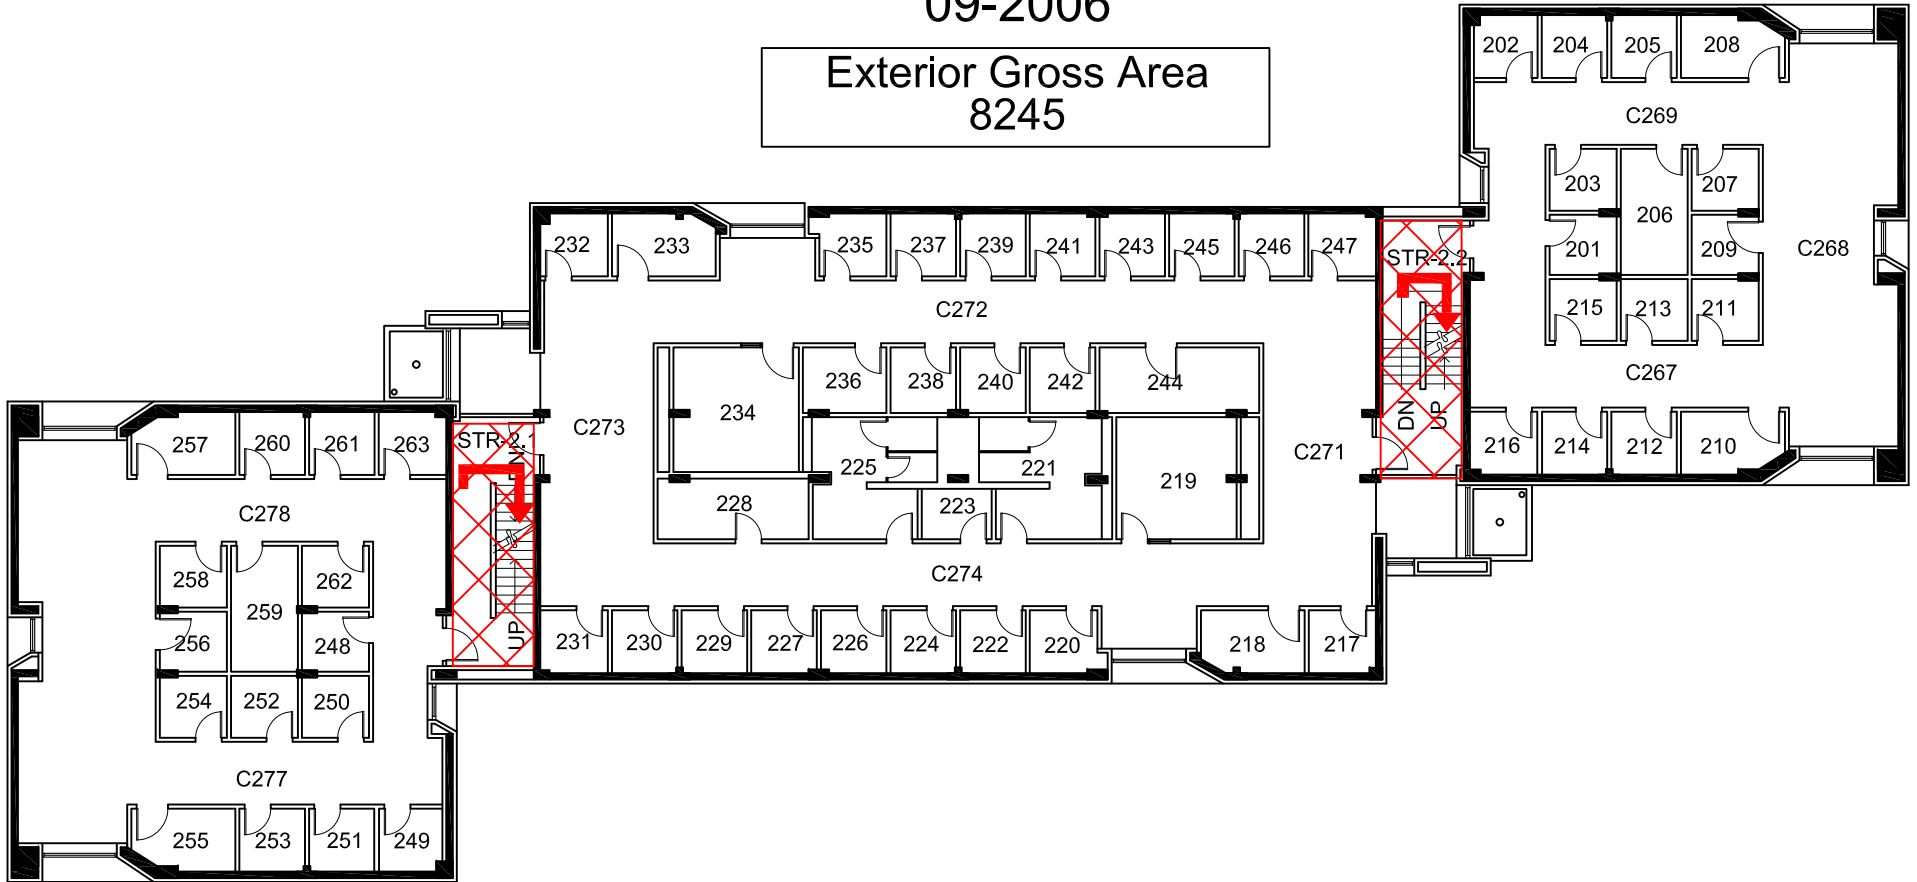 09-2006
Exterior Gross Area
8245
202 204 205 208
C269
203 206 207
201 209 C268
215 213 211
C267
216 214 212 210
232 233 235 237 239 241 243 245 246 247
STR-2.2
DN UP
C272
236 238 240 242 244
234
C273 C271
225 221 219
228 223
C274
231 230 229 227 226 224 222 220 218 217
257 260 261 263
STR-2.1
DN
UP
C278
258 259 262
256 248
254 252 250
C277
255 253 251 249